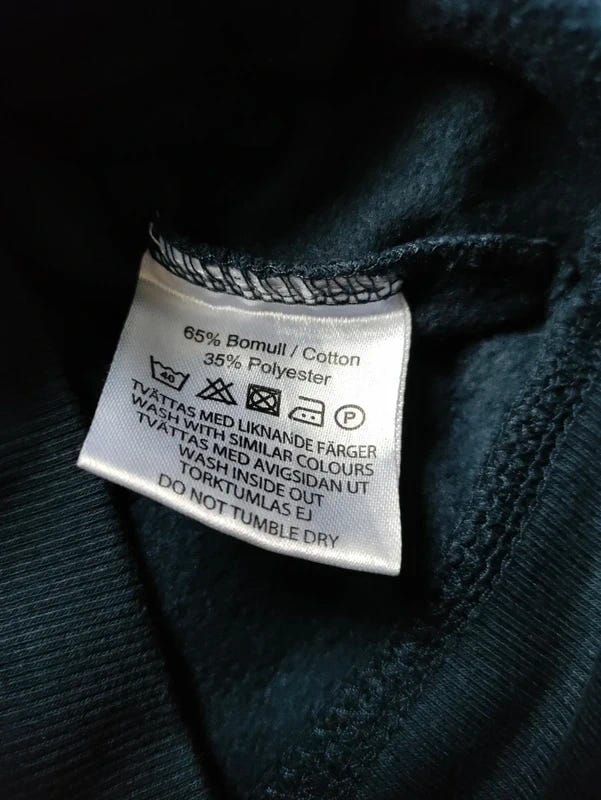 65% Bomull / Cotton
35% Polyester
40 P
TVÄTTAS MED LIKNANDE FÄRGER
WASH WITH SIMILAR COLOURS
TVÄTTAS MED AVIGSIDAN UT
WASH INSIDE OUT
TORKTUMLAS EJ
DO NOT TUMBLE DRY